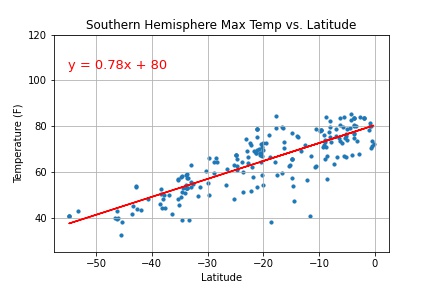 Southern Hemisphere Max Temp vs. Latitude
y = 0.78x + 80
120
100
80
60
40
Temperature (F)
−50 −40 −30 −20 −10 0
Latitude